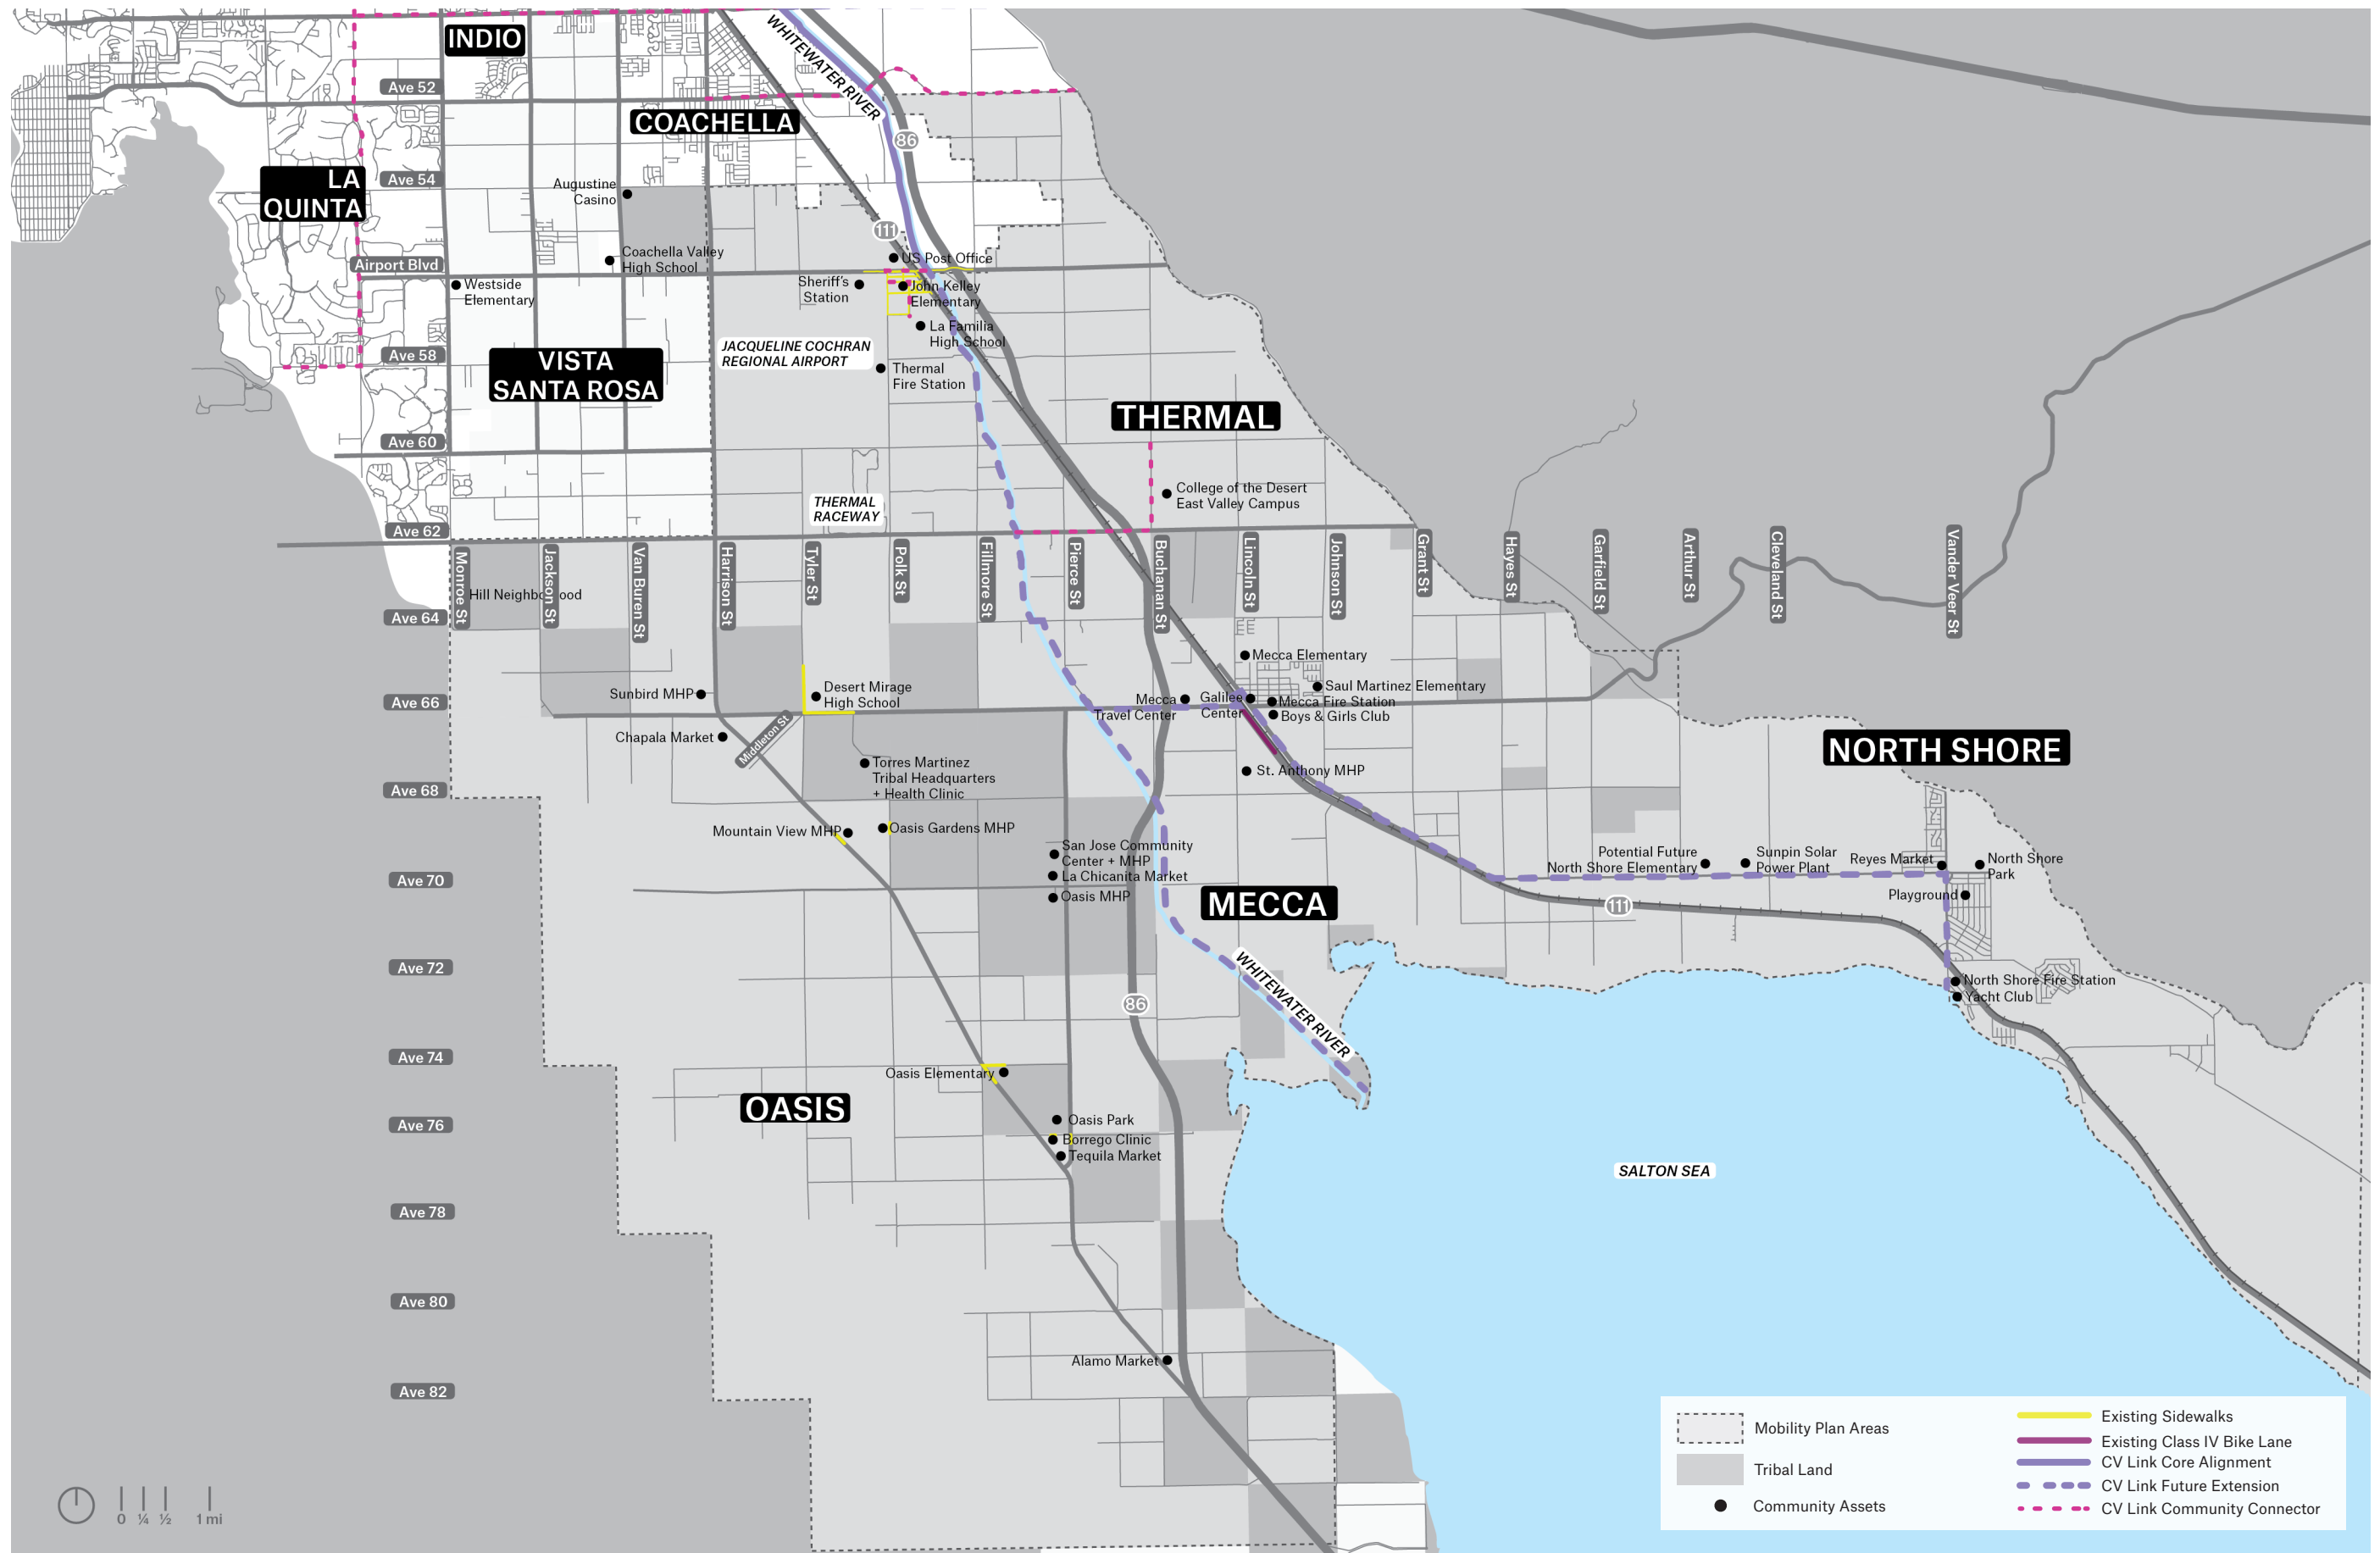 INDIO
WHITEWATER RIVER
Ave 52
COACHELLA
86
LA
QUINTA
Ave 54
Augustine
Casino
111
Coachella Valley
High School
US Post Office
Airport Blvd
Westside
Elementary
Sheriff's
Station
John Kelley
Elementary
La Familia
High School
JACQUELINE COCHRAN
REGIONAL AIRPORT
Ave 58
VISTA
SANTA ROSA
Thermal
Fire Station
THERMAL
Ave 60
THERMAL
RACEWAY
College of the Desert
East Valley Campus
Ave 62
Monroe St
Jackson St
Van Buren St
Harrison St
Tyler St
Polk St
Fillmore St
Pierce St
Buchanan St
Lincoln St
Johnson St
Grant St
Hayes St
Garfield St
Arthur St
Cleveland St
Vander Veer St
Hill Neighborhood
Ave 64
Mecca Elementary
Sunbird MHP
Desert Mirage
High School
Saul Martinez Elementary
Ave 66
Mecca
Travel Center
Galilee
Center
Mecca Fire Station
Boys & Girls Club
Chapala Market
Middleton St
NORTH SHORE
Torres Martinez
Tribal Headquarters
+ Health Clinic
St. Anthony MHP
Ave 68
Mountain View MHP
Oasis Gardens MHP
San Jose Community
Center + MHP
La Chicanita Market
Oasis MHP
Potential Future
North Shore Elementary
Sunpin Solar
Power Plant
Reyes Market
North Shore
Park
Playground
Ave 70
MECCA
111
Ave 72
WHITEWATER RIVER
North Shore Fire Station
Yacht Club
86
Ave 74
Oasis Elementary
OASIS
Oasis Park
Ave 76
Borrego Clinic
Tequila Market
SALTON SEA
Ave 78
Ave 80
Alamo Market
Ave 82
Mobility Plan Areas
Tribal Land
Community Assets
Existing Sidewalks
Existing Class IV Bike Lane
CV Link Core Alignment
CV Link Future Extension
CV Link Community Connector
0 ¼ ½ 1 mi